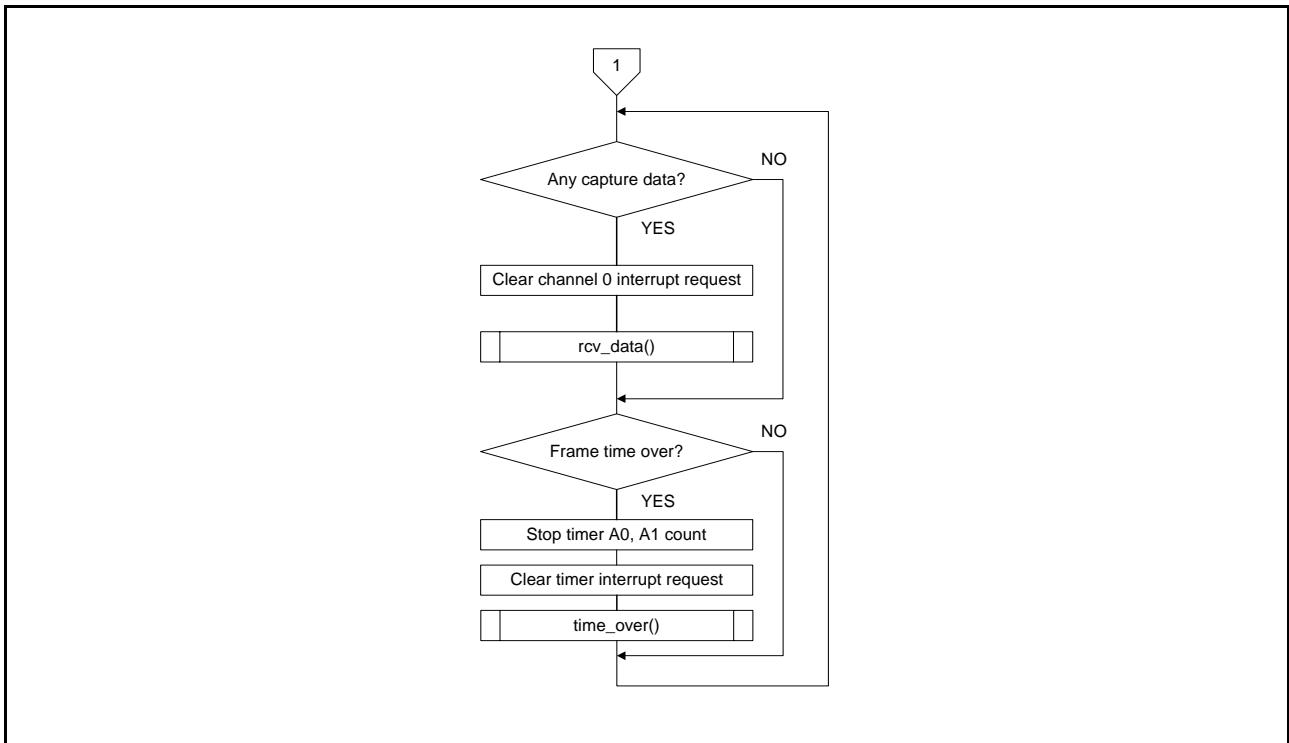 1
Any capture data?
NO
YES
Clear channel 0 interrupt request
rcv_data()
Frame time over?
NO
YES
Stop timer A0, A1 count
Clear timer interrupt request
time_over()